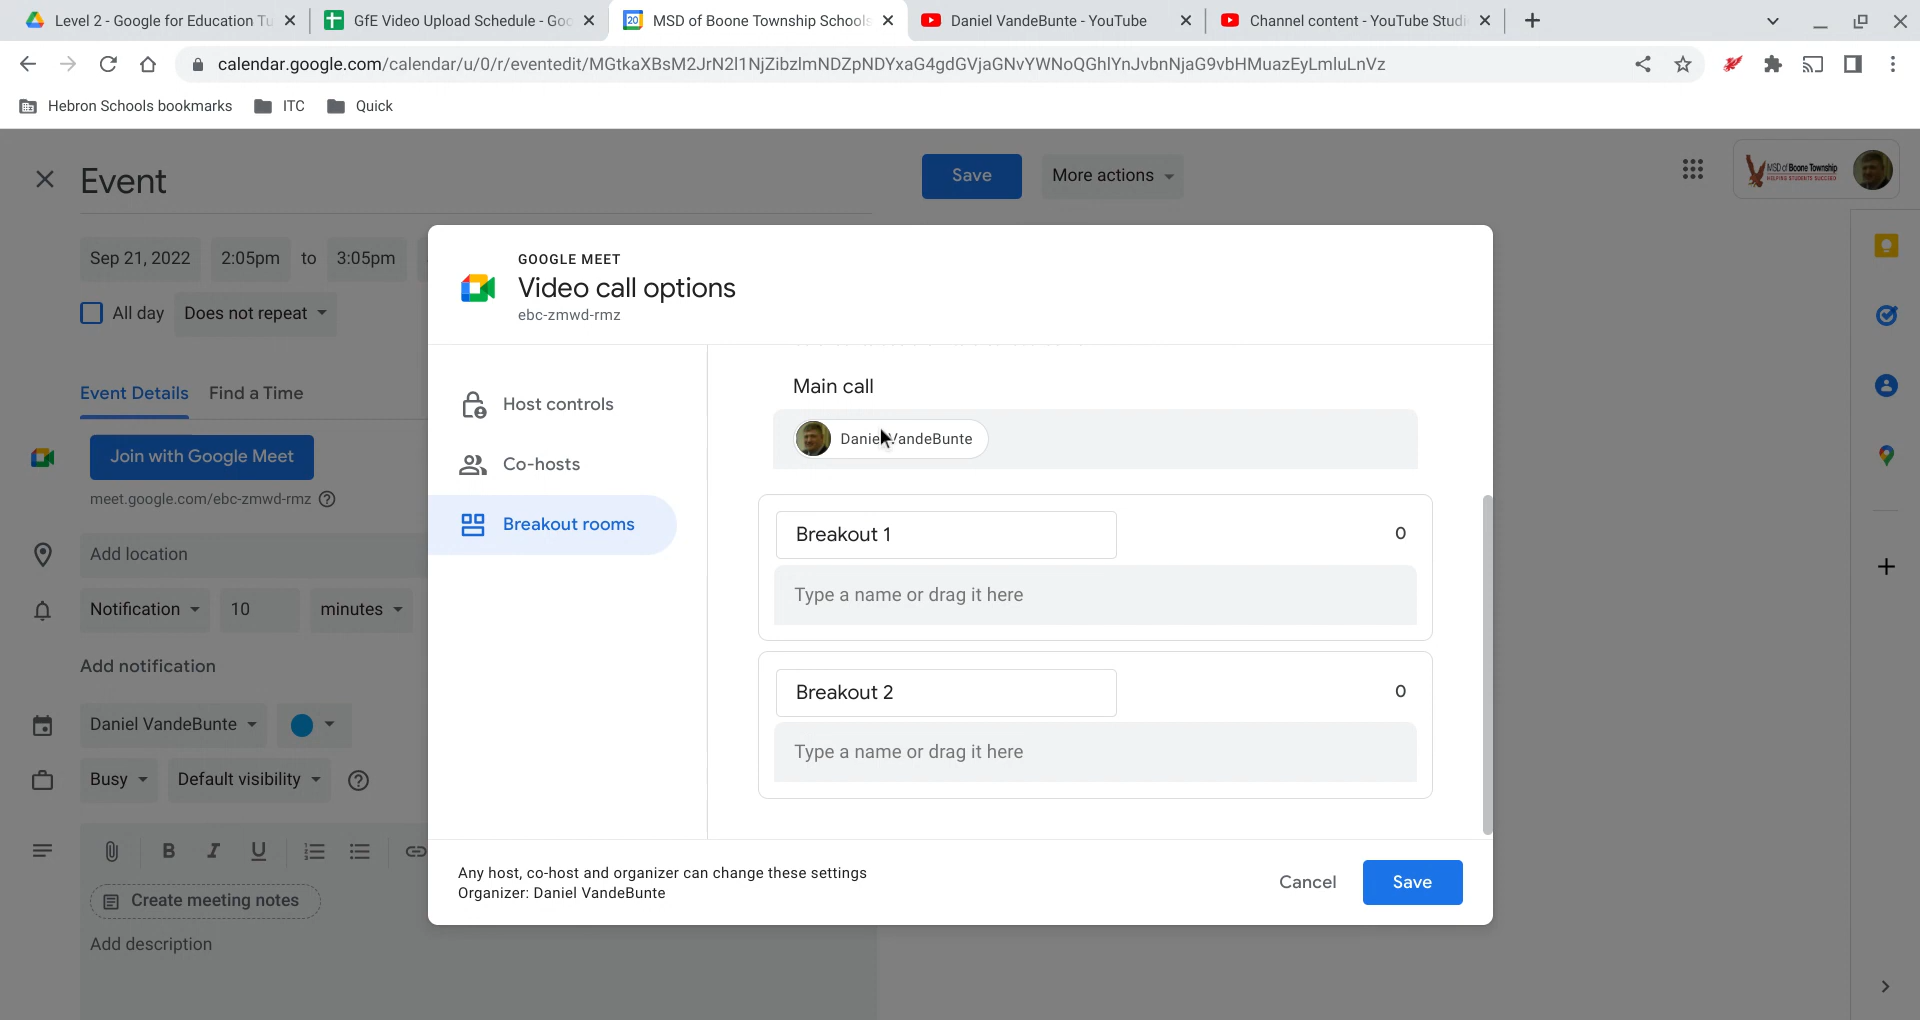 Level 2 - Google for Education Tu
GfE Video Upload Schedule - Goo
MSD of Boone Township Schools
Daniel VandeBunte - YouTube
Channel content - YouTube Studi
calendar.google.com/calendar/u/0/r/eventedit/MGtkaXBsM2JrN2l1NjZibzlmNDZpNDYxaG4gdGVjaGNvYWNoQGhlYnJvbnNjaG9vbHMuazEyLmluLnVz
Hebron Schools bookmarks
ITC
Quick
Event
Save
More actions
MSD of Boone Township
HELPING STUDENTS SUCCEED
Sep 21, 2022
2:05pm
to
3:05pm
All day
Does not repeat
Event Details
Find a Time
Join with Google Meet
meet.google.com/ebc-zmwd-rmz
Add location
Notification
10
minutes
Add notification
Daniel VandeBunte
Busy
Default visibility
B I U
Create meeting notes
Add description
GOOGLE MEET
Video call options
ebc-zmwd-rmz
Host controls
Co-hosts
Breakout rooms
Main call
Daniel VandeBunte
Breakout 1
0
Type a name or drag it here
Breakout 2
0
Type a name or drag it here
Any host, co-host and organizer can change these settings
Organizer: Daniel VandeBunte
Cancel
Save